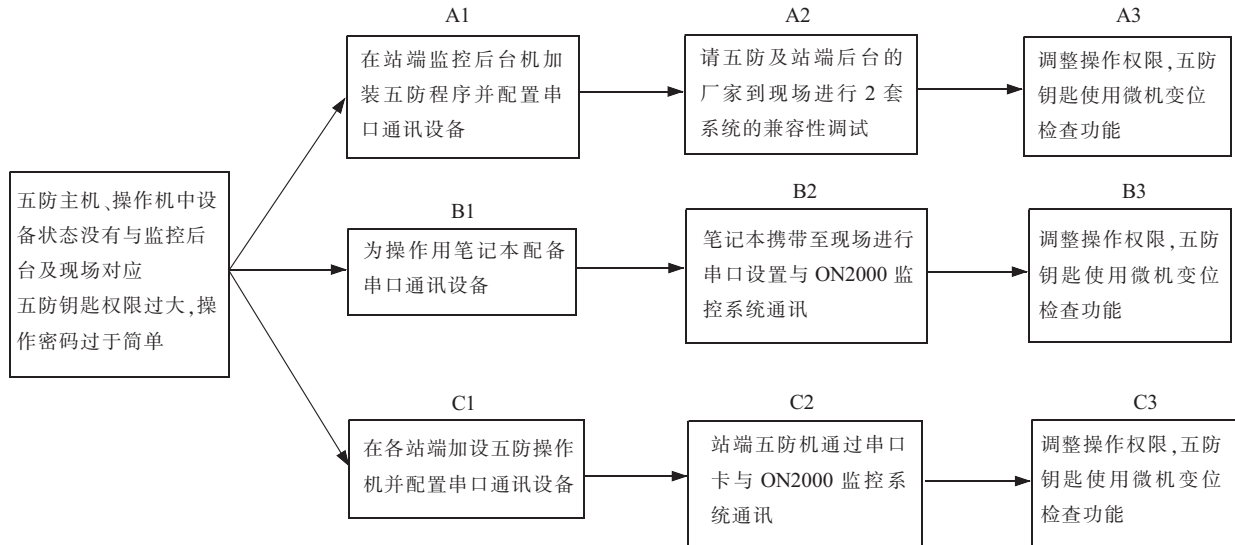 A1
在站端监控后台机加
装五防程序并配置串
口通讯设备
A2
请五防及站端后台的
厂家到现场进行 2 套
系统的兼容性调试
A3
调整操作权限,五防
钥匙使用微机变位
检查功能
五防主机、操作机中设
备状态没有与监控后
台及现场对应
五防钥匙权限过大,操
作密码过于简单
B1
为操作用笔记本配备
串口通讯设备
B2
笔记本携带至现场进行
串口设置与 ON2000 监
控系统通讯
B3
调整操作权限,五防
钥匙使用微机变位
检查功能
C1
在各站端加设五防操作
机并配置串口通讯设备
C2
站端五防机通过串口
卡与 ON2000 监控系
统通讯
C3
调整操作权限,五防
钥匙使用微机变位
检查功能